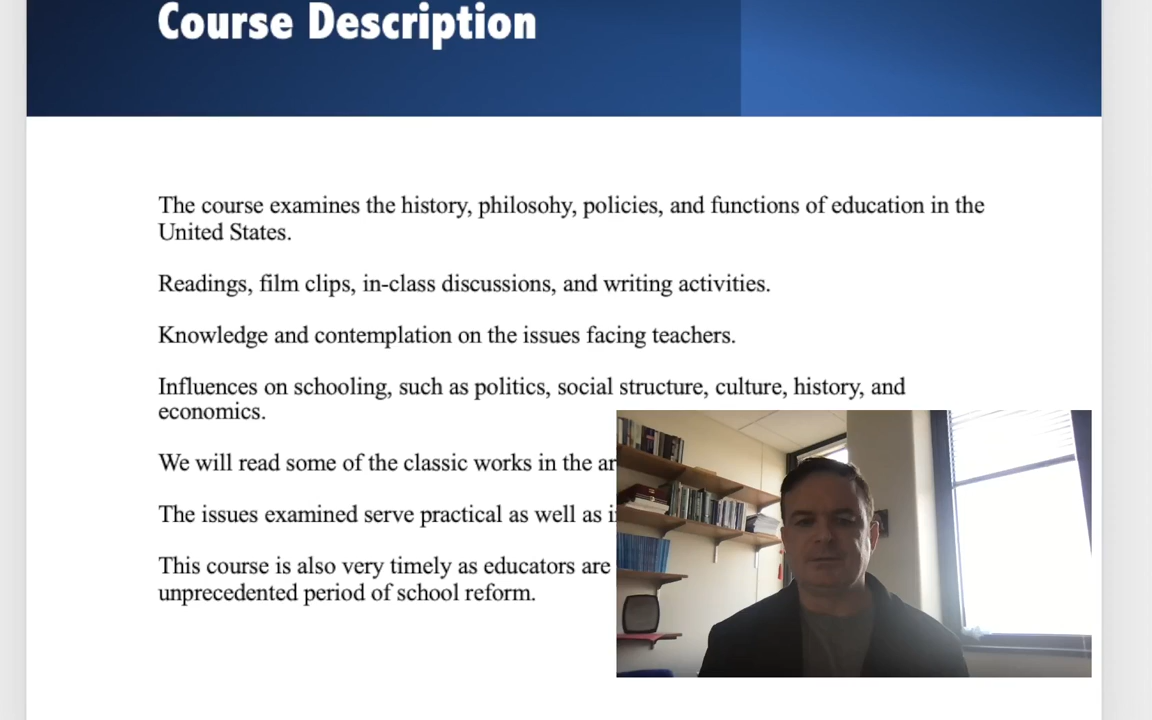 Course Description
The course examines the history, philosohy, policies, and functions of education in the
United States.
Readings, film clips, in-class discussions, and writing activities.
Knowledge and contemplation on the issues facing teachers.
Influences on schooling, such as politics, social structure, culture, history, and
economics.
We will read some of the classic works in the ar
The issues examined serve practical as well as i
This course is also very timely as educators are
unprecedented period of school reform.